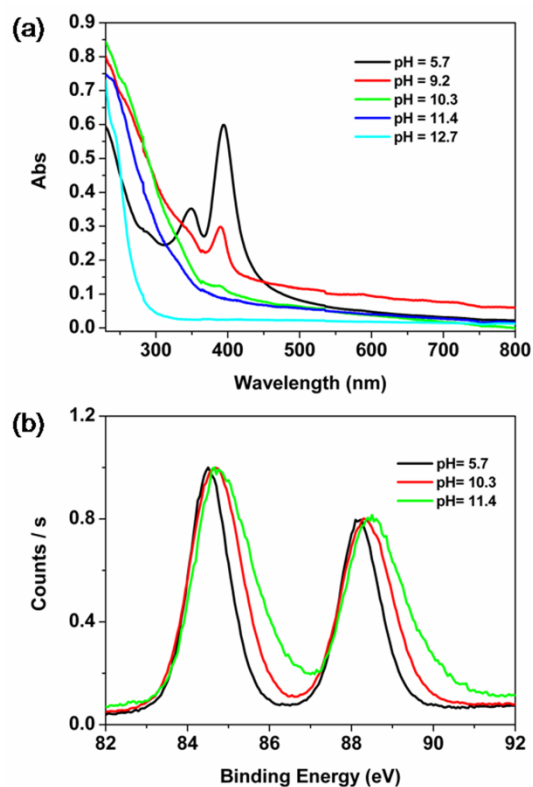 (a)
0.9
0.8
0.7
0.6
0.5
0.4
0.3
0.2
0.1
0.0
Abs
pH = 5.7
pH = 9.2
pH = 10.3
pH = 11.4
pH = 12.7
300 400 500 600 700 800
Wavelength (nm)
(b)
1.2
0.8
0.4
0.0
Counts / s
pH= 5.7
pH= 10.3
pH= 11.4
82 84 86 88 90 92
Binding Energy (eV)